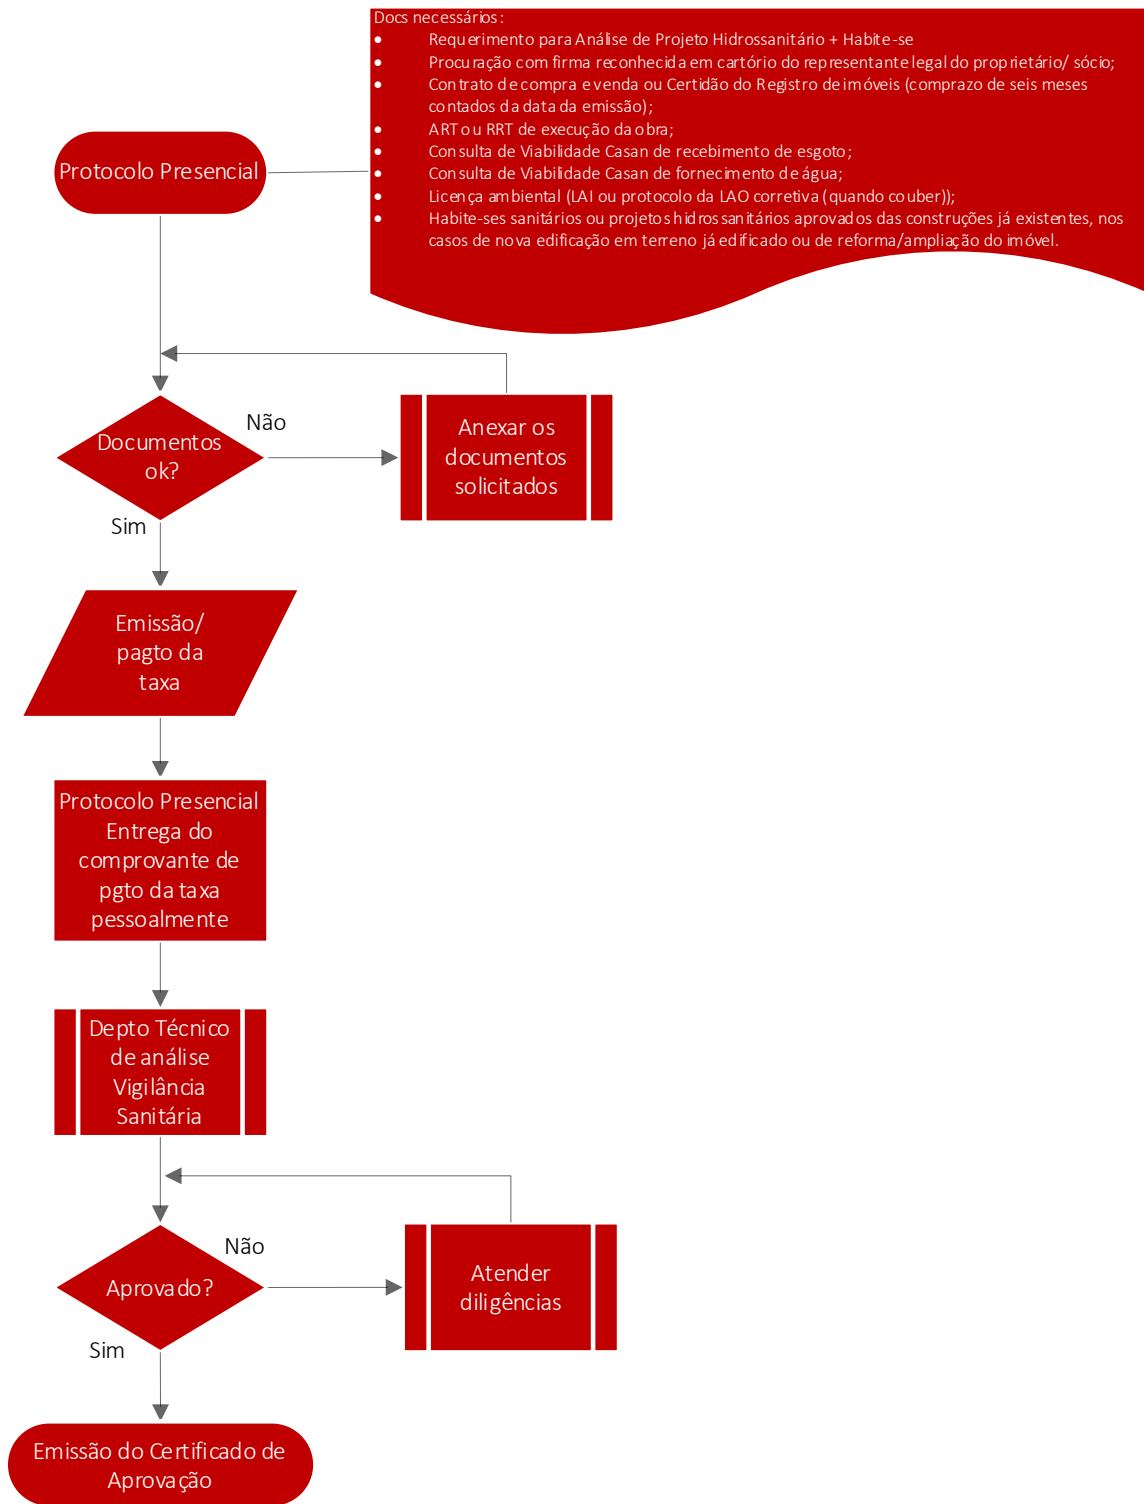 Docs necessários:
• Requerimento para Análise de Projeto Hidrossanitário + Habite-se
• Procuração com firma reconhecida em cartório do representante legal do proprietário/ sócio;
• Contrato de compra e venda ou Certidão do Registro de imóveis (com prazo de seis meses
contados da data da emissão);
• ART ou RRT de execução da obra;
• Consulta de Viabilidade Casan de recebimento de esgoto;
• Consulta de Viabilidade Casan de fornecimento de água;
• Licença ambiental (LAI ou protocolo da LAO corretiva (quando couber));
• Habite-ses sanitários ou projetos hidrossanitários aprovados das construções já existentes, nos
casos de nova edificação em terreno já edificado ou de reforma/ampliação do imóvel.
Protocolo Presencial
Documentos
ok?
Não
Anexar os
documentos
solicitados
Sim
Emissão/
pagto da
taxa
Protocolo Presencial
Entrega do
comprovante de
pgto da taxa
pessoalmente
Depto Técnico
de análise
Vigilância
Sanitária
Aprovado?
Não
Atender
diligências
Sim
Emissão do Certificado de
Aprovação